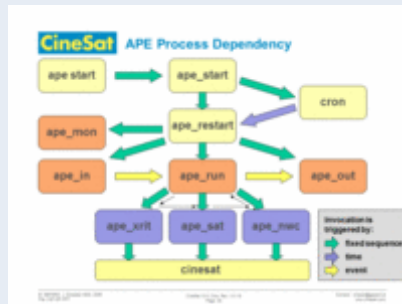 CineSat APE Process Dependency
ape start
ape_start
cron
ape_restart
ape_mon
ape_in
ape_run
ape_out
ape_xrit
ape_sat
ape_nwc
cinesat
Invocation is
triggered by:
fixed sequence
time
event